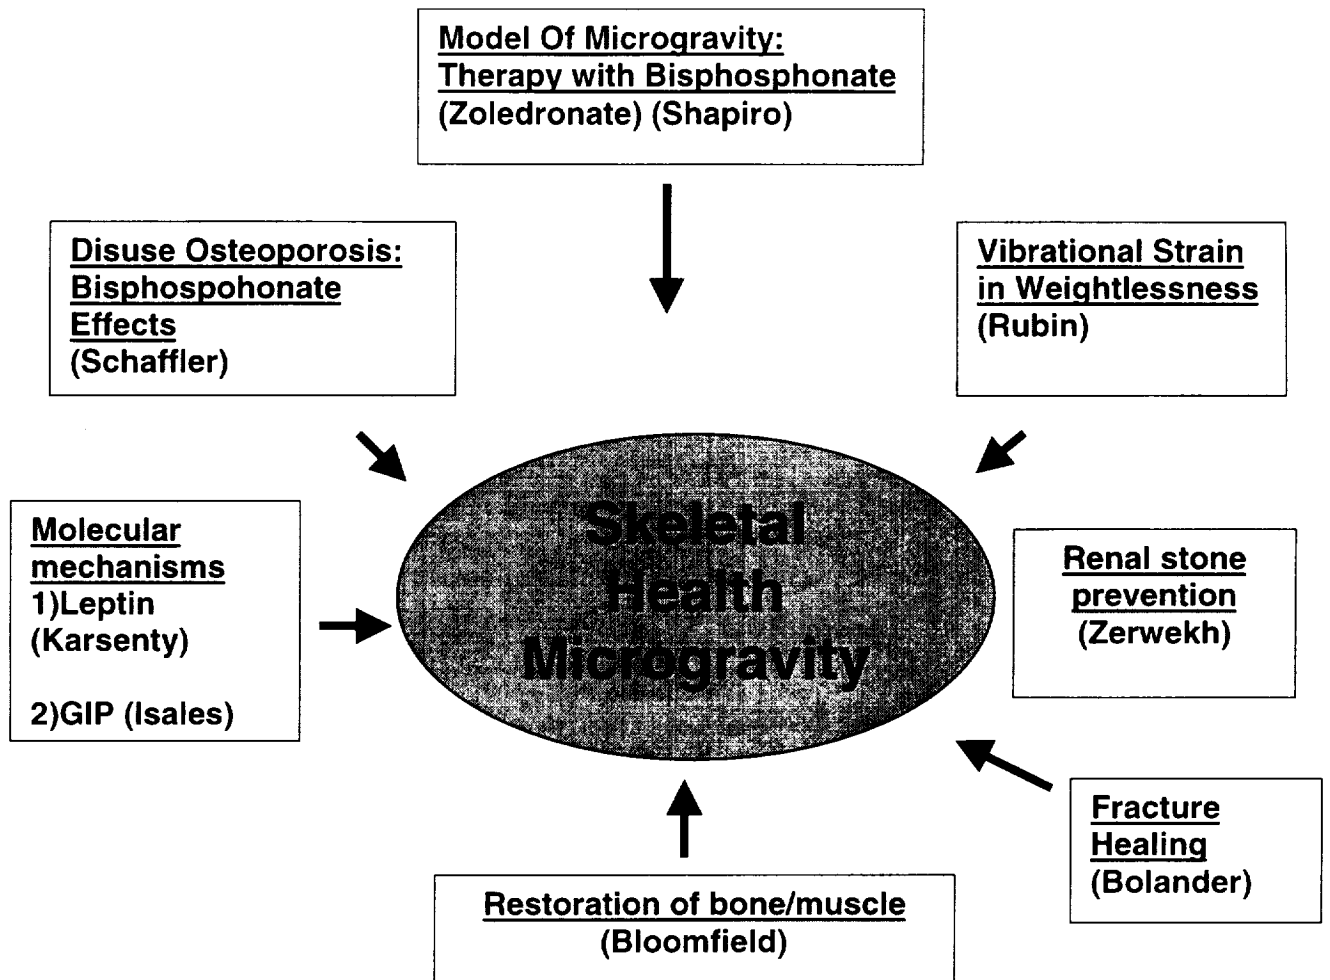 Model Of Microgravity:
Therapy with Bisphosphonate
(Zoledronate) (Shapiro)
Disuse Osteoporosis:
Bisphospohonate
Effects
(Schaffler)
Vibrational Strain
in Weightlessness
(Rubin)
Molecular
mechanisms
1)Leptin
(Karsenty)
2)GIP (Isales)
Skeletal
Health
Microgravity
Renal stone
prevention
(Zerwekh)
Fracture
Healing
(Bolander)
Restoration of bone/muscle
(Bloomfield)